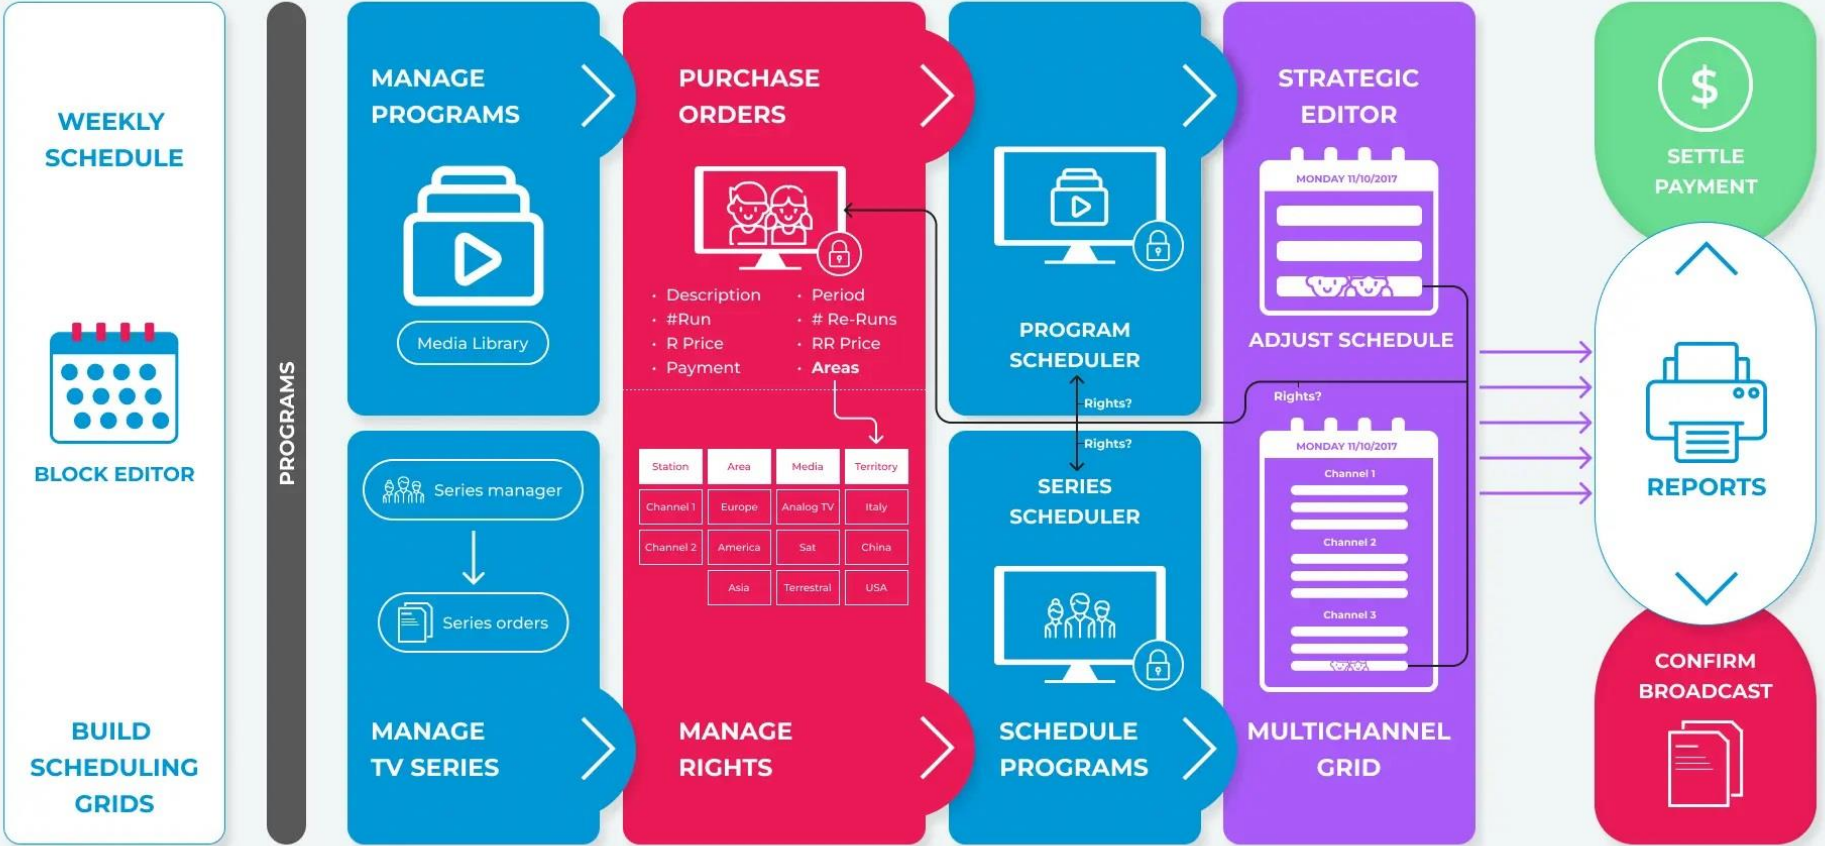 WEEKLY
SCHEDULE
BLOCK EDITOR
BUILD
SCHEDULING
GRIDS
PROGRAMS
MANAGE
PROGRAMS
Media Library
Series manager
Series orders
MANAGE
TV SERIES
PURCHASE
ORDERS
• Description
• #Run
• R Price
• Payment
• Period
• # Re-Runs
• RR Price
• Areas
Station Area Media Territory
Channel 1 Europe Analog TV Italy
Channel 2 America Sat China
Asia Terrestral USA
MANAGE
RIGHTS
PROGRAM
SCHEDULER
Rights?
Rights?
SERIES
SCHEDULER
SCHEDULE
PROGRAMS
STRATEGIC
EDITOR
MONDAY 11/10/2017
ADJUST SCHEDULE
Rights?
MONDAY 11/10/2017
Channel 1
Channel 2
Channel 3
MULTICHANNEL
GRID
$
SETTLE
PAYMENT
REPORTS
CONFIRM
BROADCAST